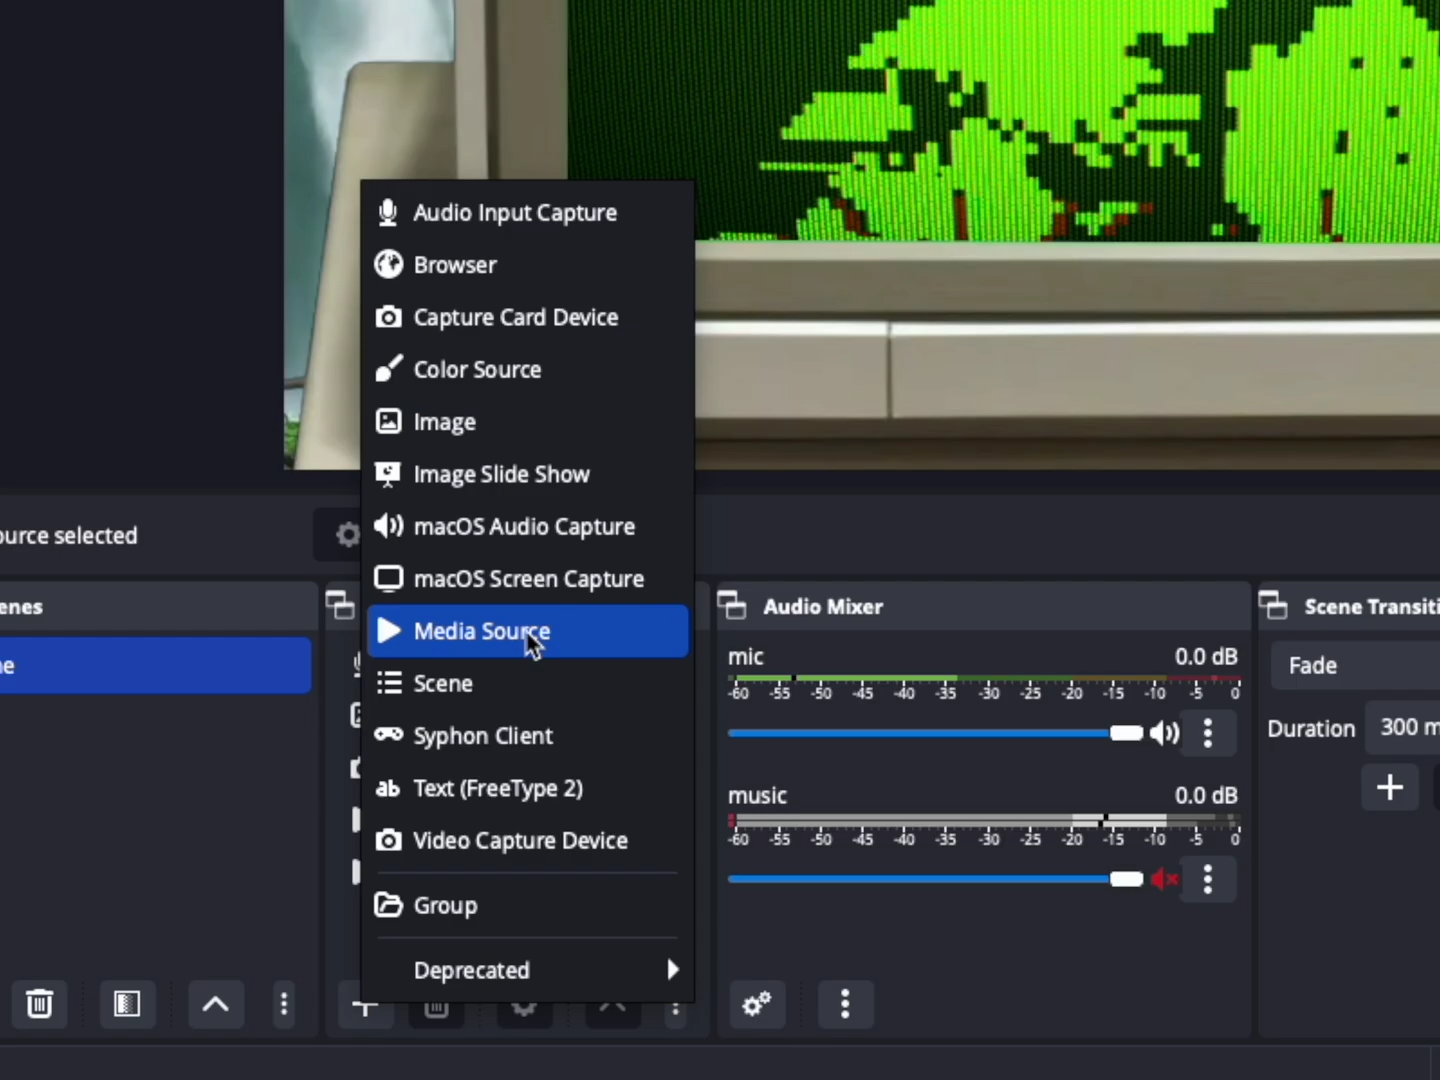 Audio Input Capture
Browser
Capture Card Device
Color Source
Image
Image Slide Show
macOS Audio Capture
macOS Screen Capture
Media Source
Scene
Syphon Client
Text (FreeType 2)
Video Capture Device
Group
Deprecated
ource selected
enes
e
Audio Mixer
mic 0.0 dB
-60 -55 -50 -45 -40 -35 -30 -25 -20 -15 -10 -5 0
music 0.0 dB
-60 -55 -50 -45 -40 -35 -30 -25 -20 -15 -10 -5 0
Scene Transiti
Fade
Duration 300 m